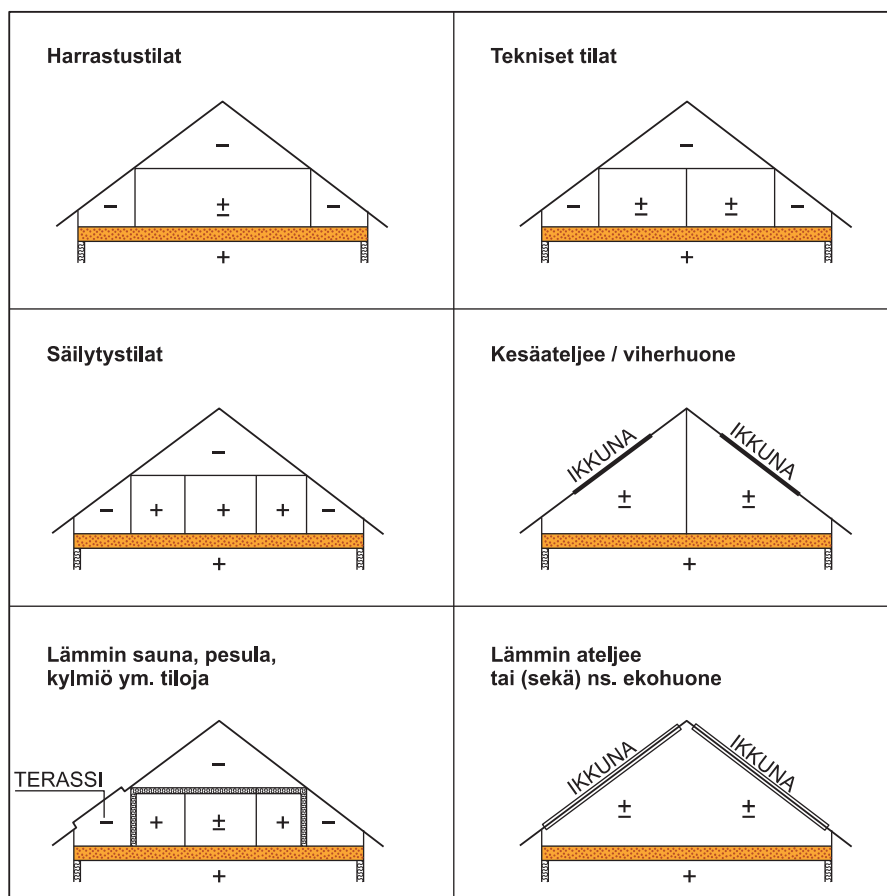 Harrastustilat
−
− ± −
+
Tekniset tilat
−
− ± ± −
+
Säilytystilat
−
− + + + −
+
Kesäateljee / viherhuone
IKKUNA IKKUNA
± ±
+
Lämmin sauna, pesula,
kylmiö ym. tiloja
−
TERASSI
− + ± + −
+
Lämmin ateljee
tai (sekä) ns. ekohuone
IKKUNA IKKUNA
± ±
+